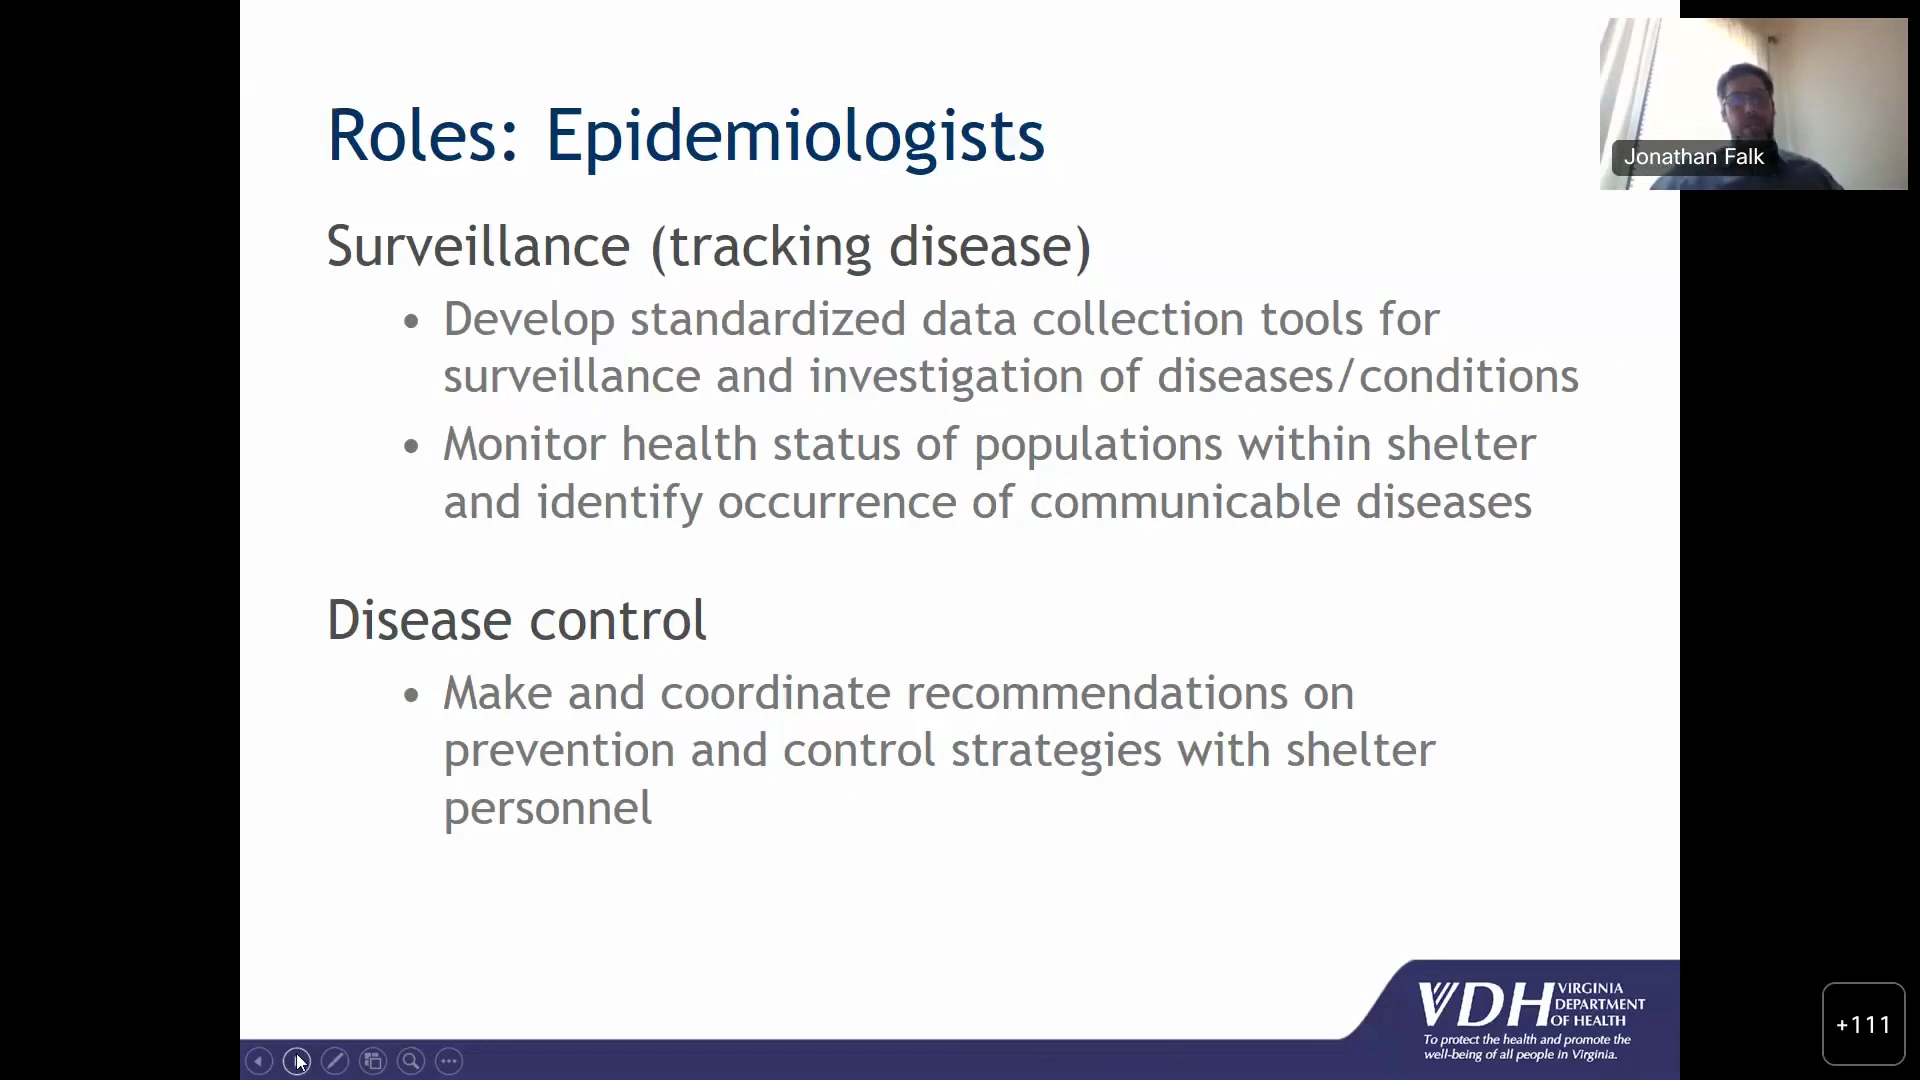 Roles: Epidemiologists
Jonathan Falk
Surveillance (tracking disease)
• Develop standardized data collection tools for
surveillance and investigation of diseases/conditions
• Monitor health status of populations within shelter
and identify occurrence of communicable diseases
Disease control
• Make and coordinate recommendations on
prevention and control strategies with shelter
personnel
VDH VIRGINIA
DEPARTMENT
OF HEALTH
To protect the health and promote the
well-being of all people in Virginia.
+111